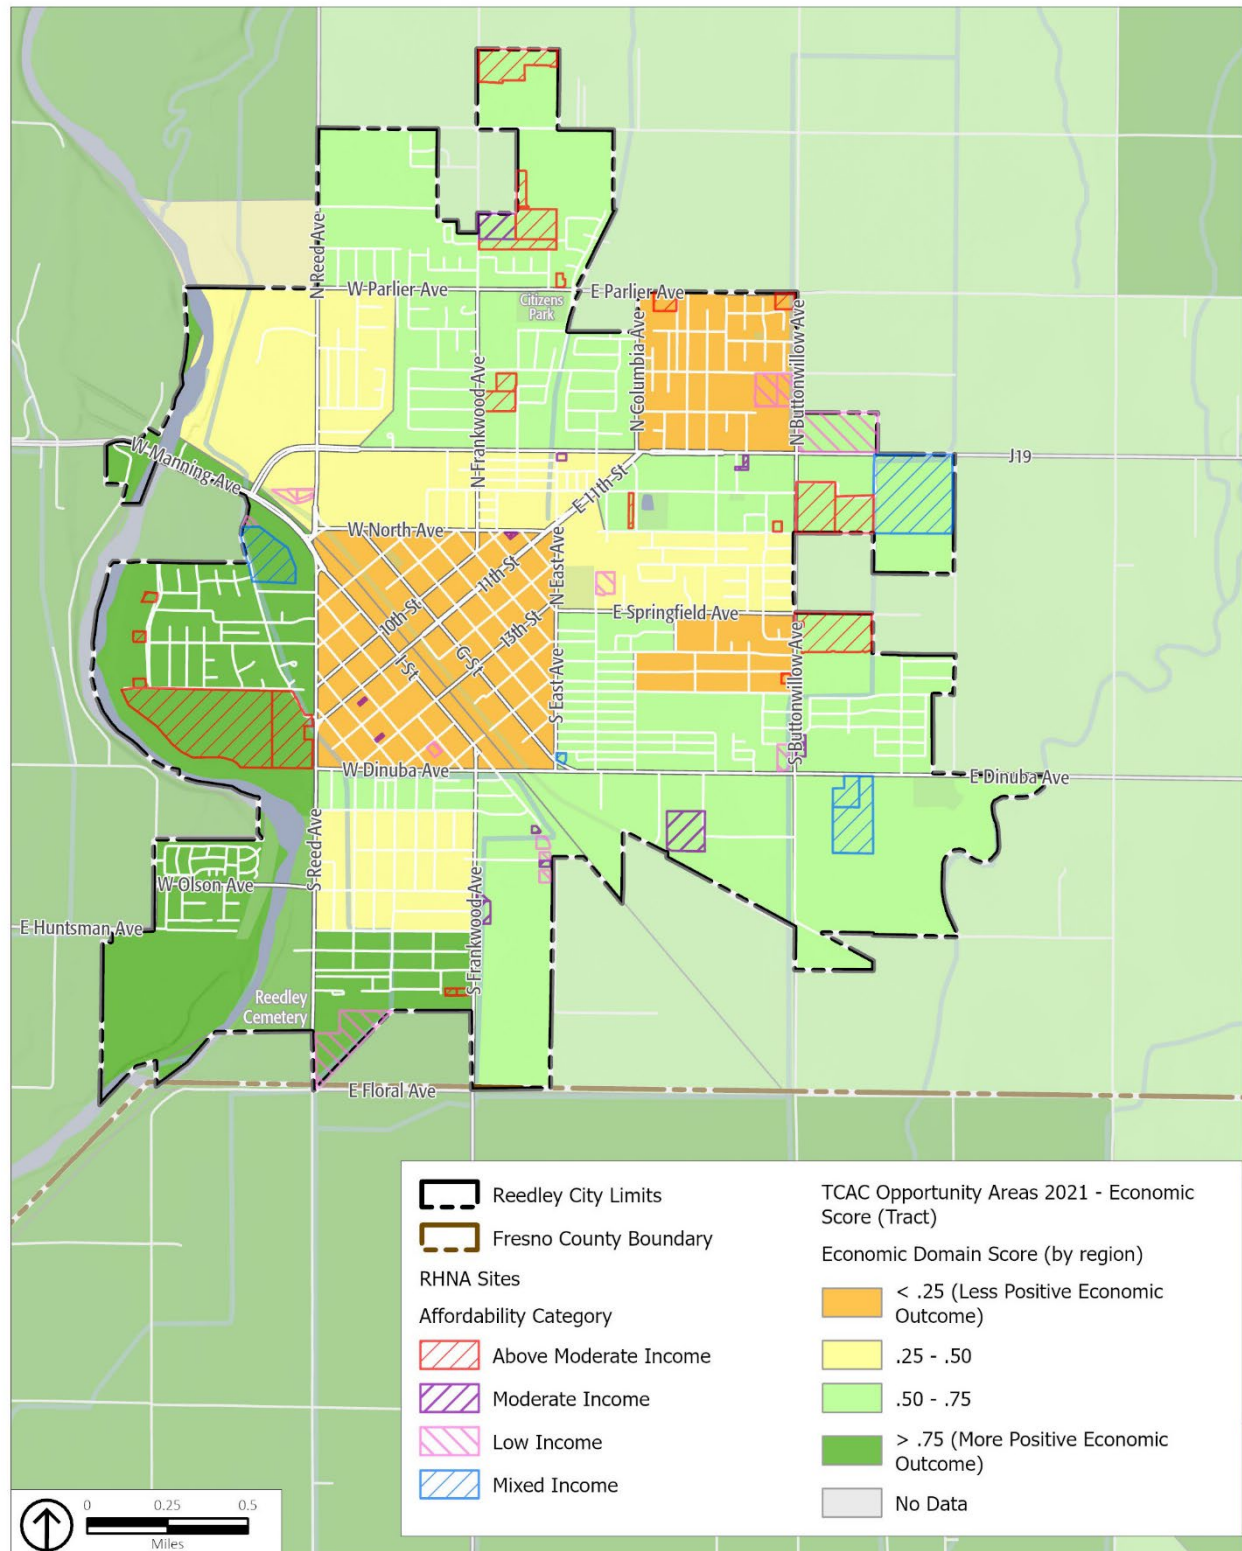 N Reed Ave
W Parlier Ave
Citizens
Park
E Parlier Ave
N Columbia Ave
N Buttonwillow Ave
N Frankwood Ave
W Manning Ave
J19
E 11th St
W North Ave
11th St
10th St
13th St
N East Ave
E Springfield Ave
I St
G St
S East Ave
S Buttonwillow Ave
W Dinuba Ave
E Dinuba Ave
S Reed Ave
W Olson Ave
S Frankwood Ave
E Huntsman Ave
Reedley
Cemetery
E Floral Ave
Reedley City Limits
Fresno County Boundary
RHNA Sites
Affordability Category
Above Moderate Income
Moderate Income
Low Income
Mixed Income
TCAC Opportunity Areas 2021 - Economic
Score (Tract)
Economic Domain Score (by region)
< .25 (Less Positive Economic
Outcome)
.25 - .50
.50 - .75
> .75 (More Positive Economic
Outcome)
No Data
0 0.25 0.5
Miles